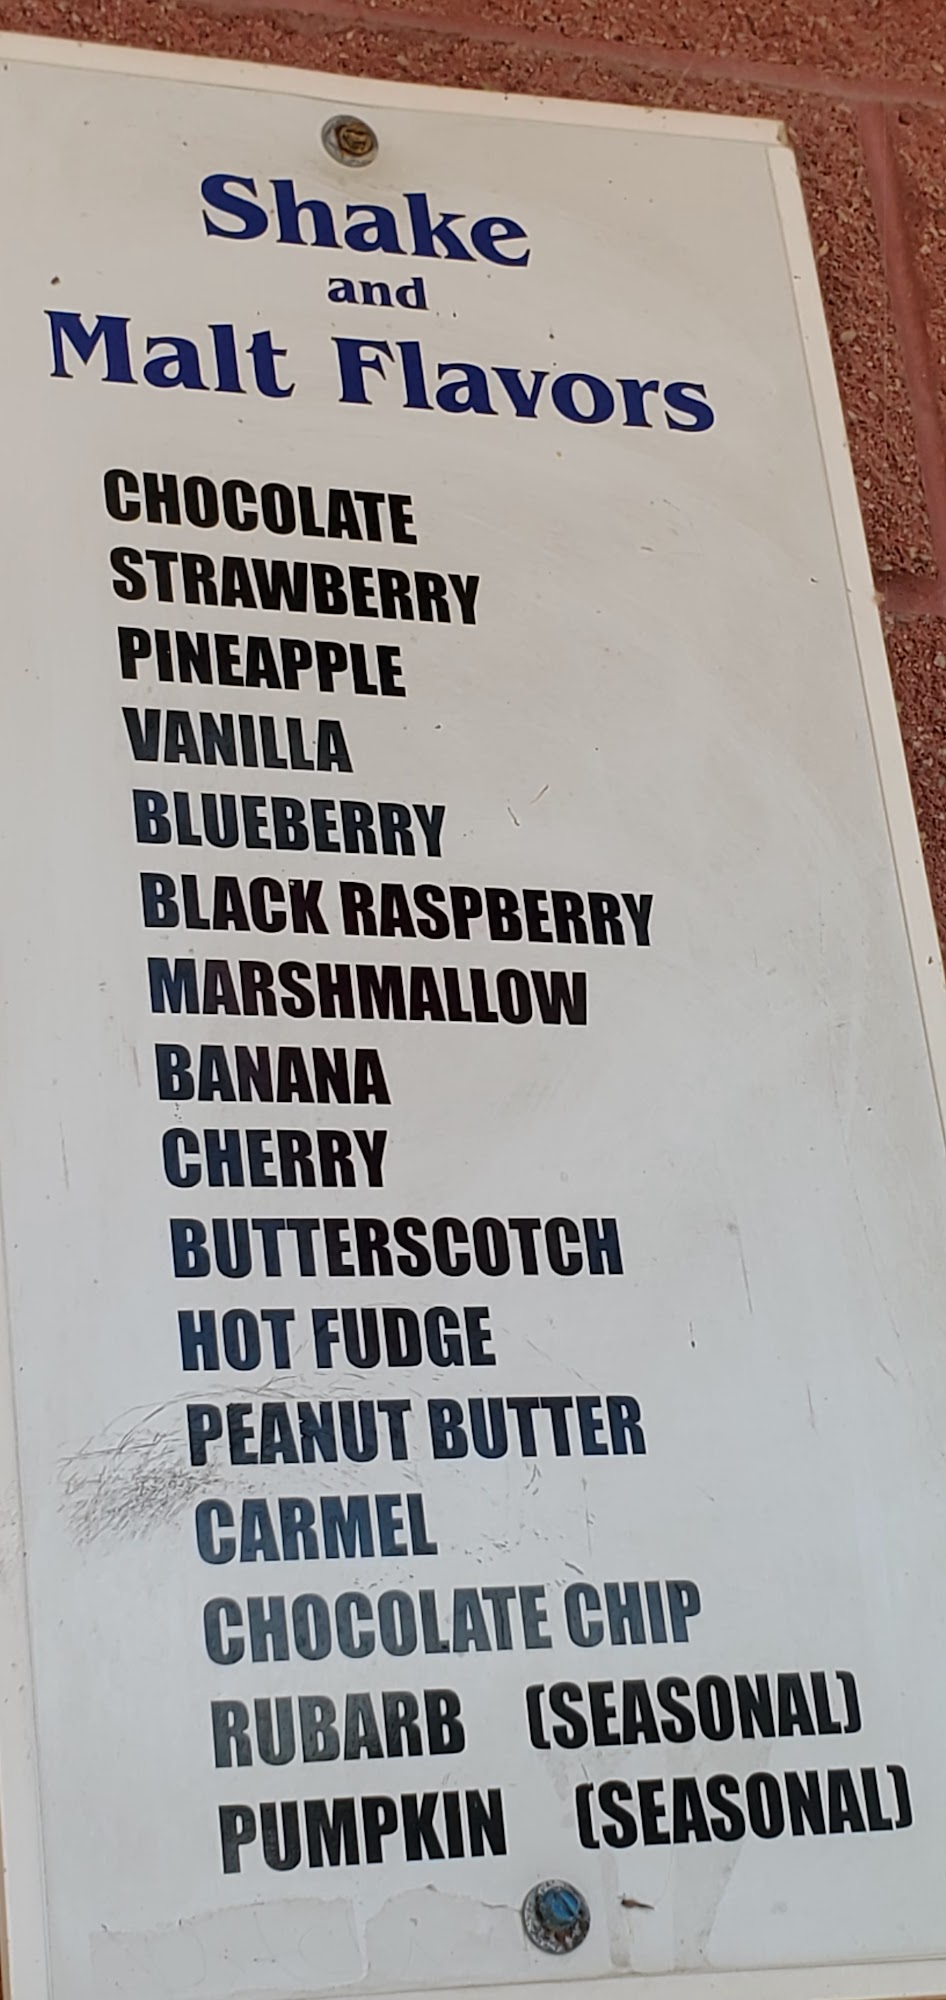 Shake
and
Malt Flavors
CHOCOLATE
STRAWBERRY
PINEAPPLE
VANILLA
BLUEBERRY
BLACK RASPBERRY
MARSHMALLOW
BANANA
CHERRY
BUTTERSCOTCH
HOT FUDGE
PEANUT BUTTER
CARMEL
CHOCOLATE CHIP
RUBARB (SEASONAL)
PUMPKIN (SEASONAL)